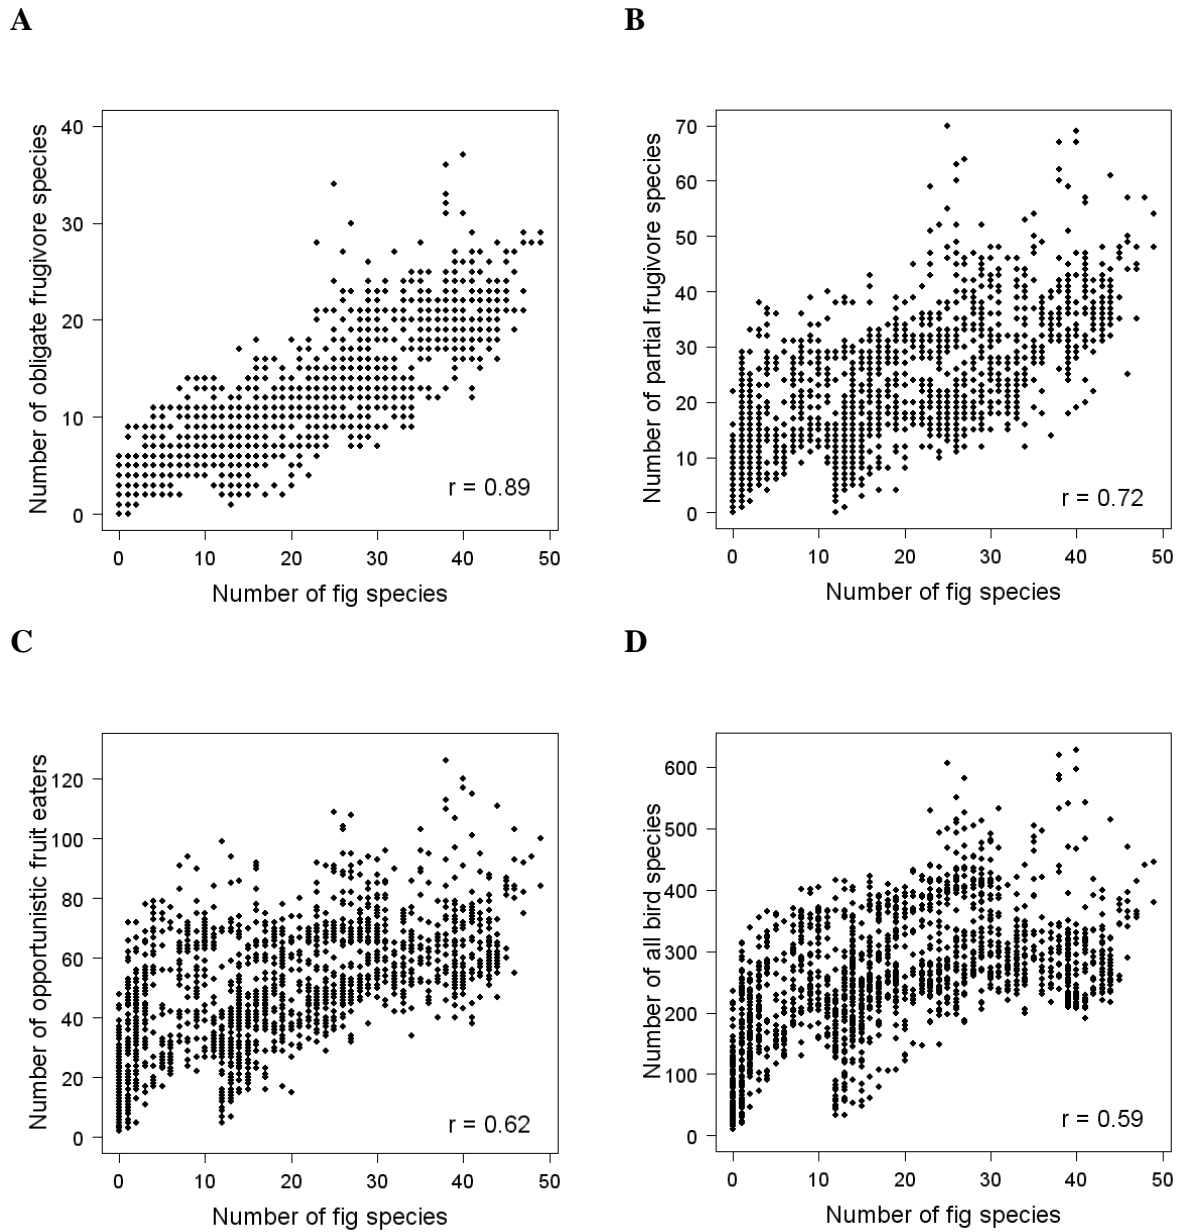 A
Number of obligate frugivore species
40
30
20
10
0
r = 0.89
0 10 20 30 40 50
Number of fig species
B
Number of partial frugivore species
70
60
50
40
30
20
10
0
r = 0.72
0 10 20 30 40 50
Number of fig species
C
Number of opportunistic fruit eaters
120
100
80
60
40
20
0
r = 0.62
0 10 20 30 40 50
Number of fig species
D
Number of all bird species
600
500
400
300
200
100
0
r = 0.59
0 10 20 30 40 50
Number of fig species